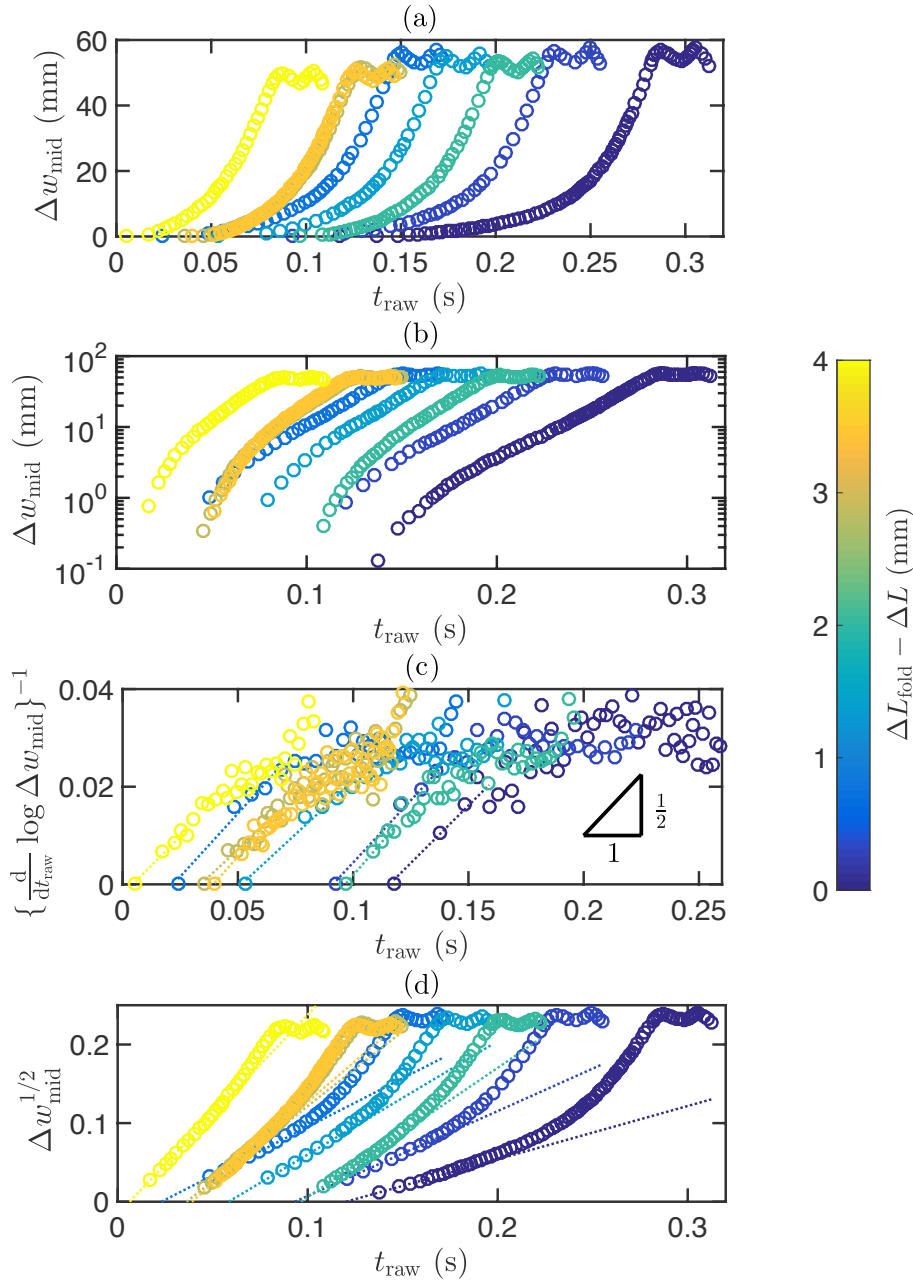 (a)
60
40
20
0
Δw_mid (mm)
0 0.05 0.1 0.15 0.2 0.25 0.3
t_raw (s)
(b)
10^2
10^1
10^0
10^-1
Δw_mid (mm)
0 0.1 0.2 0.3
t_raw (s)
(c)
0.04
0.02
0
{d/dt_raw log Δw_mid}^−1
1/2
1
0 0.05 0.1 0.15 0.2 0.25
t_raw (s)
(d)
0.2
0.1
0
Δw_mid^1/2
0 0.1 0.2 0.3
t_raw (s)
4
3
2
1
0
ΔL_fold − ΔL (mm)